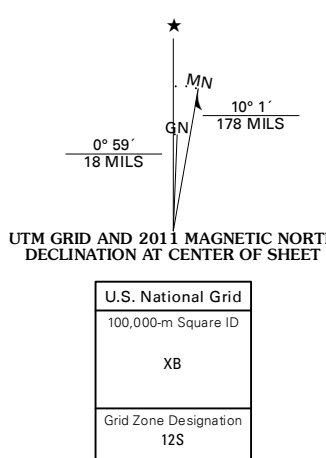 ★
MN
GN
0° 59´
18 MILS
10° 1´
178 MILS
UTM GRID AND 2011 MAGNETIC NORTH
DECLINATION AT CENTER OF SHEET
U.S. National Grid
100,000-m Square ID
XB
Grid Zone Designation
12S